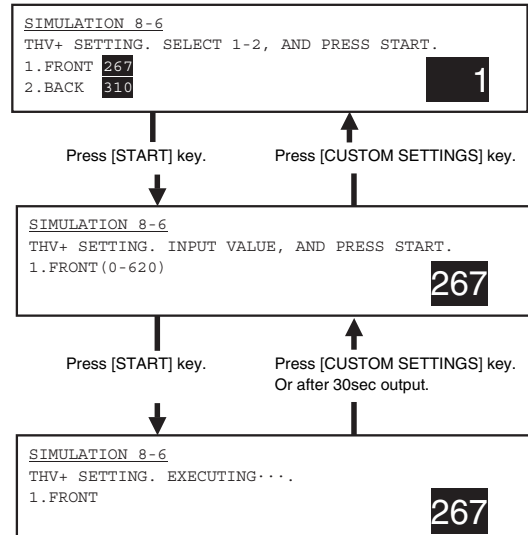 SIMULATION 8-6
THV+ SETTING. SELECT 1-2, AND PRESS START.
1.FRONT 267
2.BACK 310
1
Press [START] key.
Press [CUSTOM SETTINGS] key.
SIMULATION 8-6
THV+ SETTING. INPUT VALUE, AND PRESS START.
1.FRONT(0-620)
267
Press [START] key.
Press [CUSTOM SETTINGS] key.
Or after 30sec output.
SIMULATION 8-6
THV+ SETTING. EXECUTING···.
1.FRONT
267